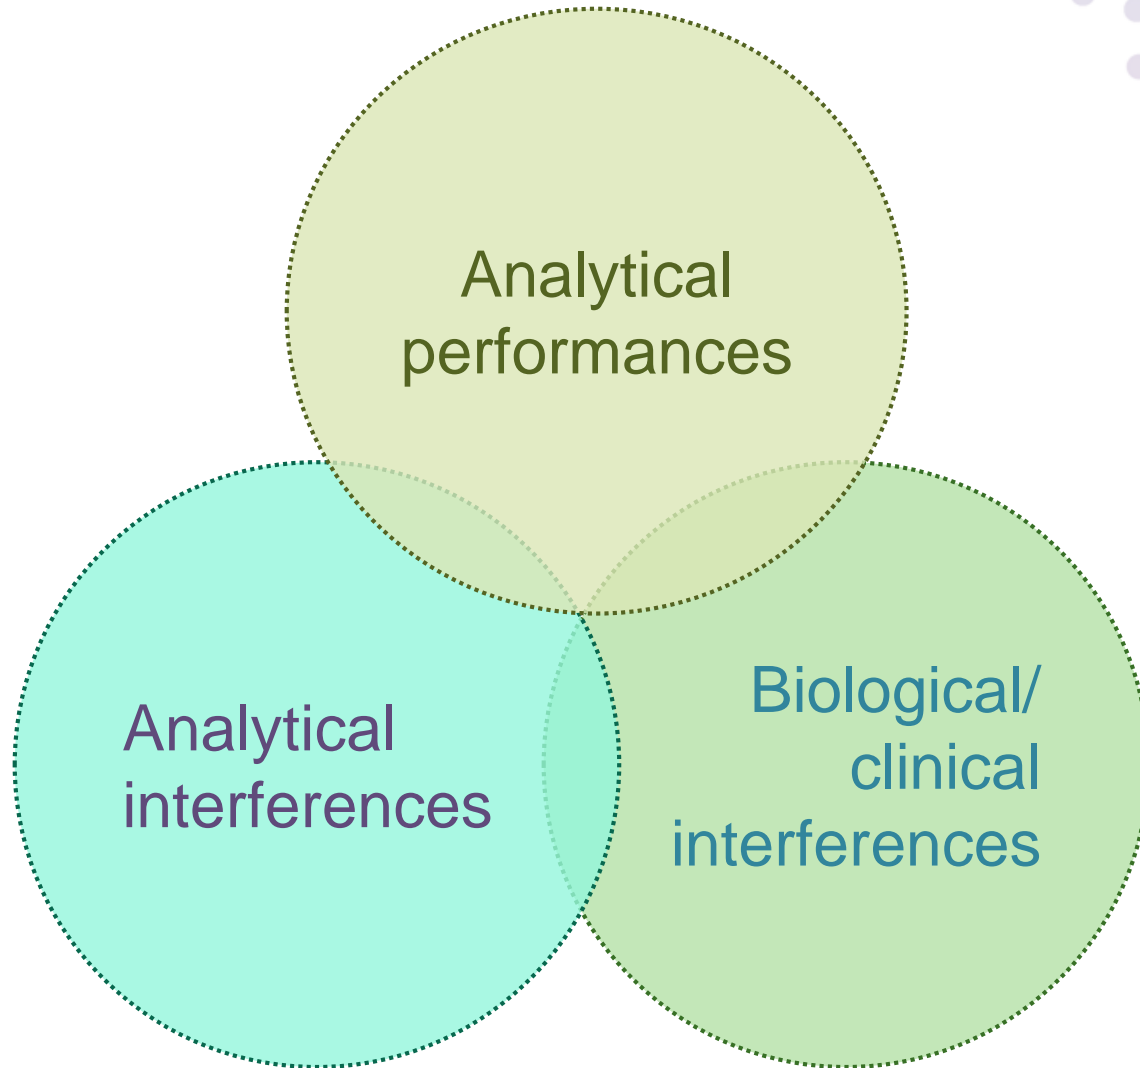 Analytical
performances
Analytical
interferences
Biological/
clinical
interferences